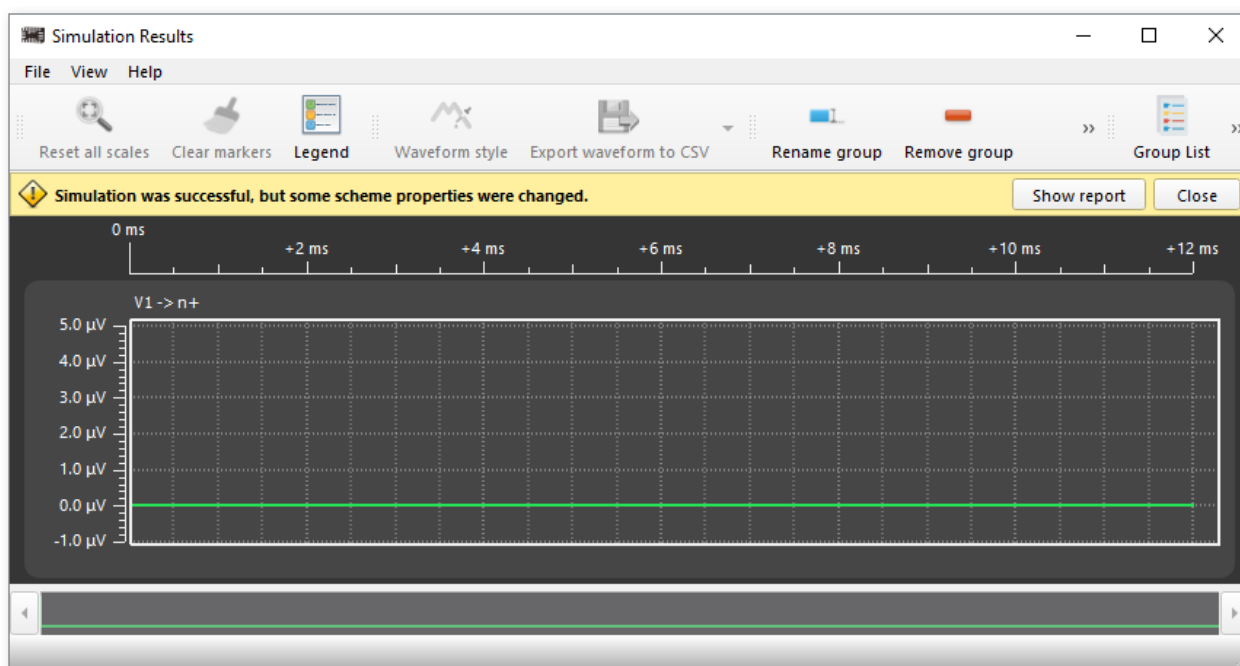 Simulation Results
File View Help
Reset all scales Clear markers Legend Waveform style Export waveform to CSV Rename group Remove group » Group List »
Simulation was successful, but some scheme properties were changed. Show report Close
0 ms +2 ms +4 ms +6 ms +8 ms +10 ms +12 ms
V1 -> n+
5.0 µV
4.0 µV
3.0 µV
2.0 µV
1.0 µV
0.0 µV
-1.0 µV